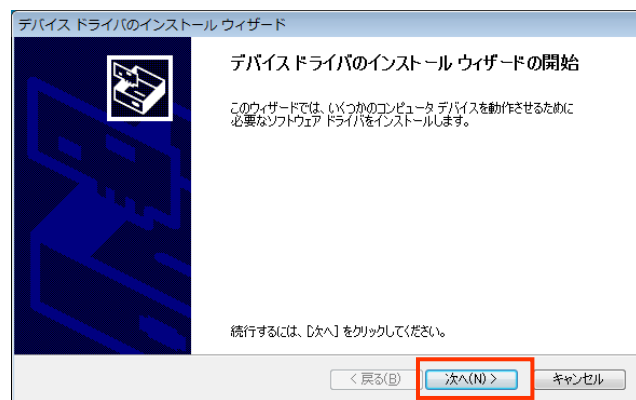 デバイス ドライバのインストール ウィザード
デバイス ドライバのインストール ウィザードの開始
このウィザードでは、いくつかのコンピュータ デバイスを動作させるために
必要なソフトウェア ドライバをインストールします。
続行するには、[次へ] をクリックしてください。
< 戻る(B) 次へ(N) > キャンセル